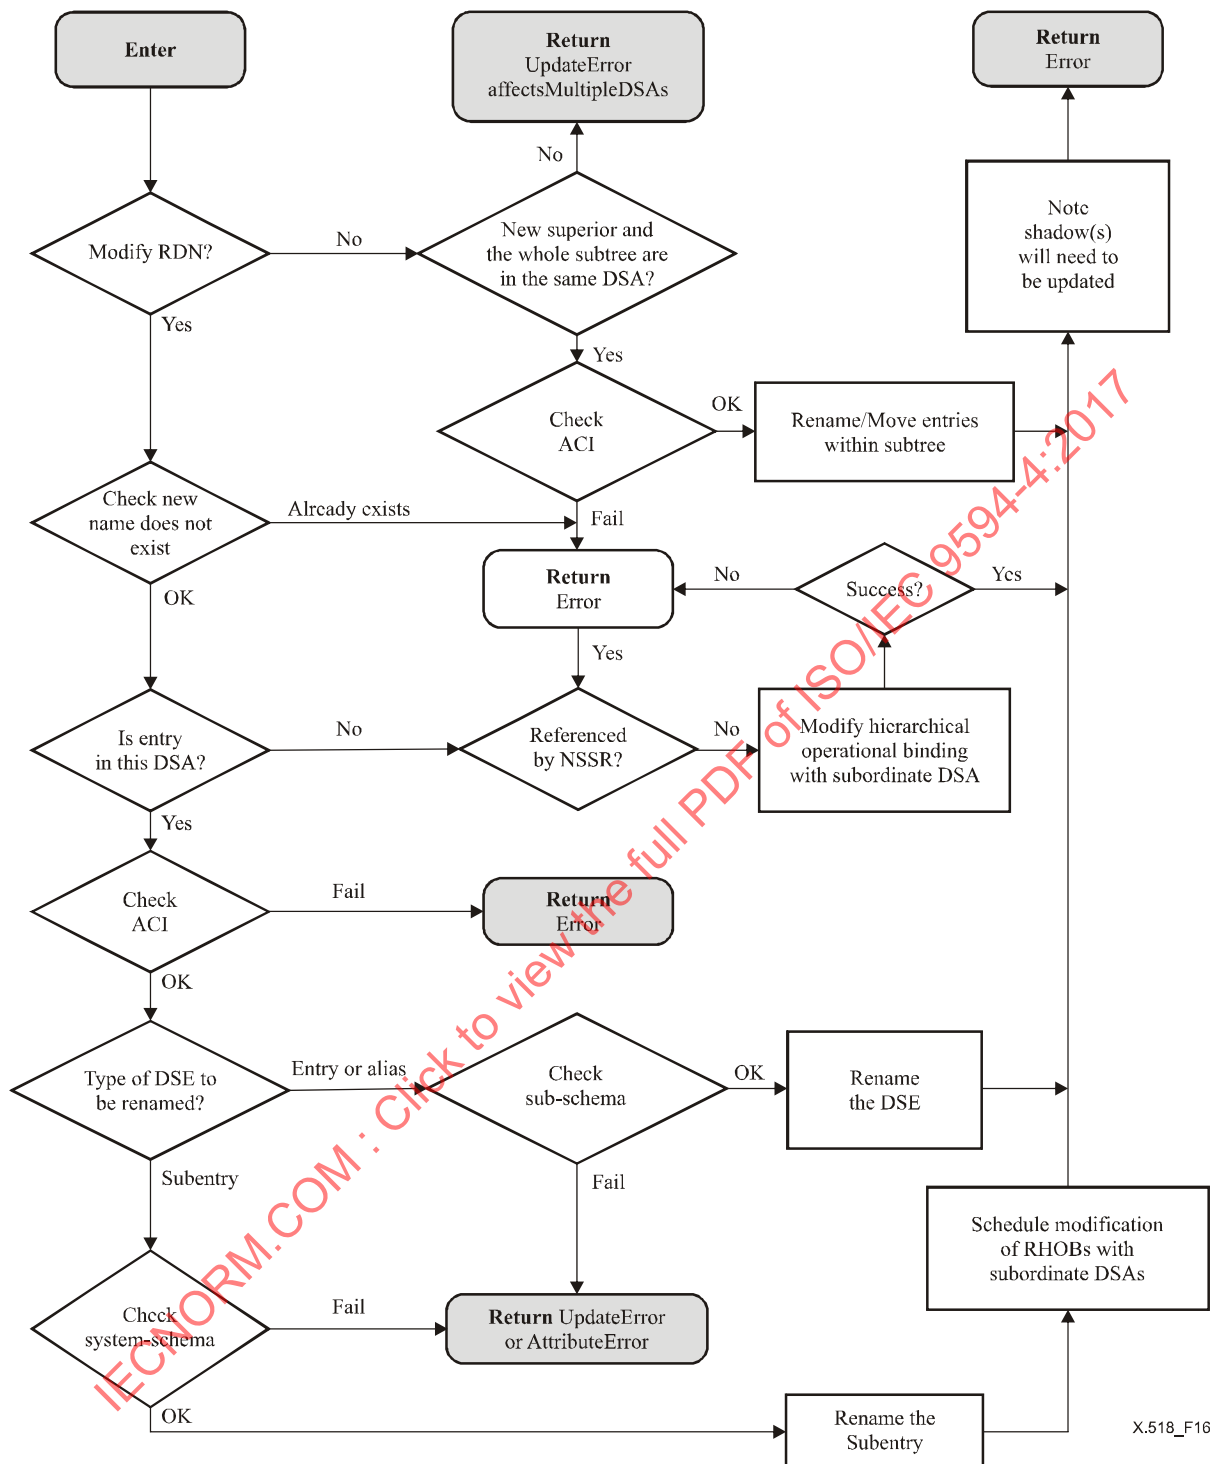 Enter
Return
UpdateError
affectsMultipleDSAs
Return
Error
No
Modify RDN?
No
New superior and
the whole subtree are
in the same DSA?
Note
shadow(s)
will need to
be updated
Yes
Yes
Check
ACI
OK
Rename/Move entries
within subtree
Check new
name does not
exist
Already exists
Fail
Return
Error
No
Success?
Yes
OK
Yes
Is entry
in this DSA?
No
Referenced
by NSSR?
No
Modify hierarchical
operational binding
with subordinate DSA
Yes
Check
ACI
Fail
Return
Error
OK
Type of DSE to
be renamed?
Entry or alias
Check
sub-schema
OK
Rename
the DSE
Subentry
Fail
Schedule modification
of RHOBs with
subordinate DSAs
Check
system-schema
Fail
Return UpdateError
or AttributeError
OK
Rename the
Subentry
X.518_F16
IECNORM.COM : Click to view the full PDF of ISO/IEC 9594-4:2017